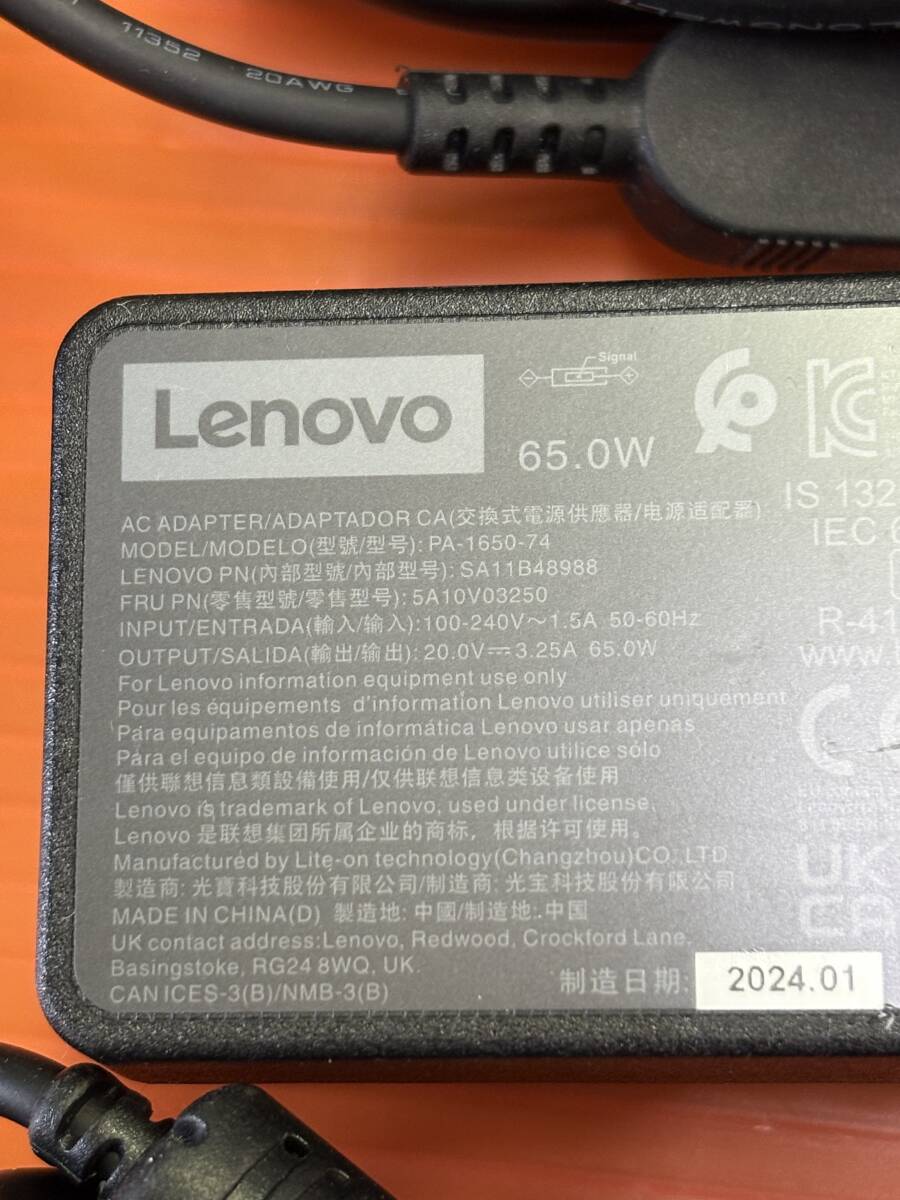 11352 20AWG
Lenovo
Signal
65.0W
IS 132
IEC
AC ADAPTER/ADAPTADOR CA(交換式電源供應器/电源适配器)
MODEL/MODELO(型號/型号): PA-1650-74
LENOVO PN(內部型號/內部型号): SA11B48988
FRU PN(零售型號/零售型号): 5A10V03250
INPUT/ENTRADA(輸入/输入):100-240V～1.5A 50-60Hz
R-41
OUTPUT/SALIDA(輸出/输出): 20.0V⎓3.25A 65.0W
www.
For Lenovo information equipment use only
Pour les équipements d'information Lenovo utiliser uniquement
Para equipamentos de informática Lenovo usar apenas
Para el equipo de información de Lenovo utilice sólo
僅供聯想信息類設備使用/仅供联想信息类设备使用
Lenovo is trademark of Lenovo, used under license.
Lenovo 是联想集团所属企业的商标，根据许可使用。
Manufactured by Lite-on technology(Changzhou)CO.,LTD
製造商: 光寶科技股份有限公司/制造商: 光宝科技股份有限公司
MADE IN CHINA(D) 製造地: 中國/制造地: 中国
UK
CA
UK contact address:Lenovo, Redwood, Crockford Lane,
Basingstoke, RG24 8WQ, UK.
CAN ICES-3(B)/NMB-3(B)
制造日期: 2024.01